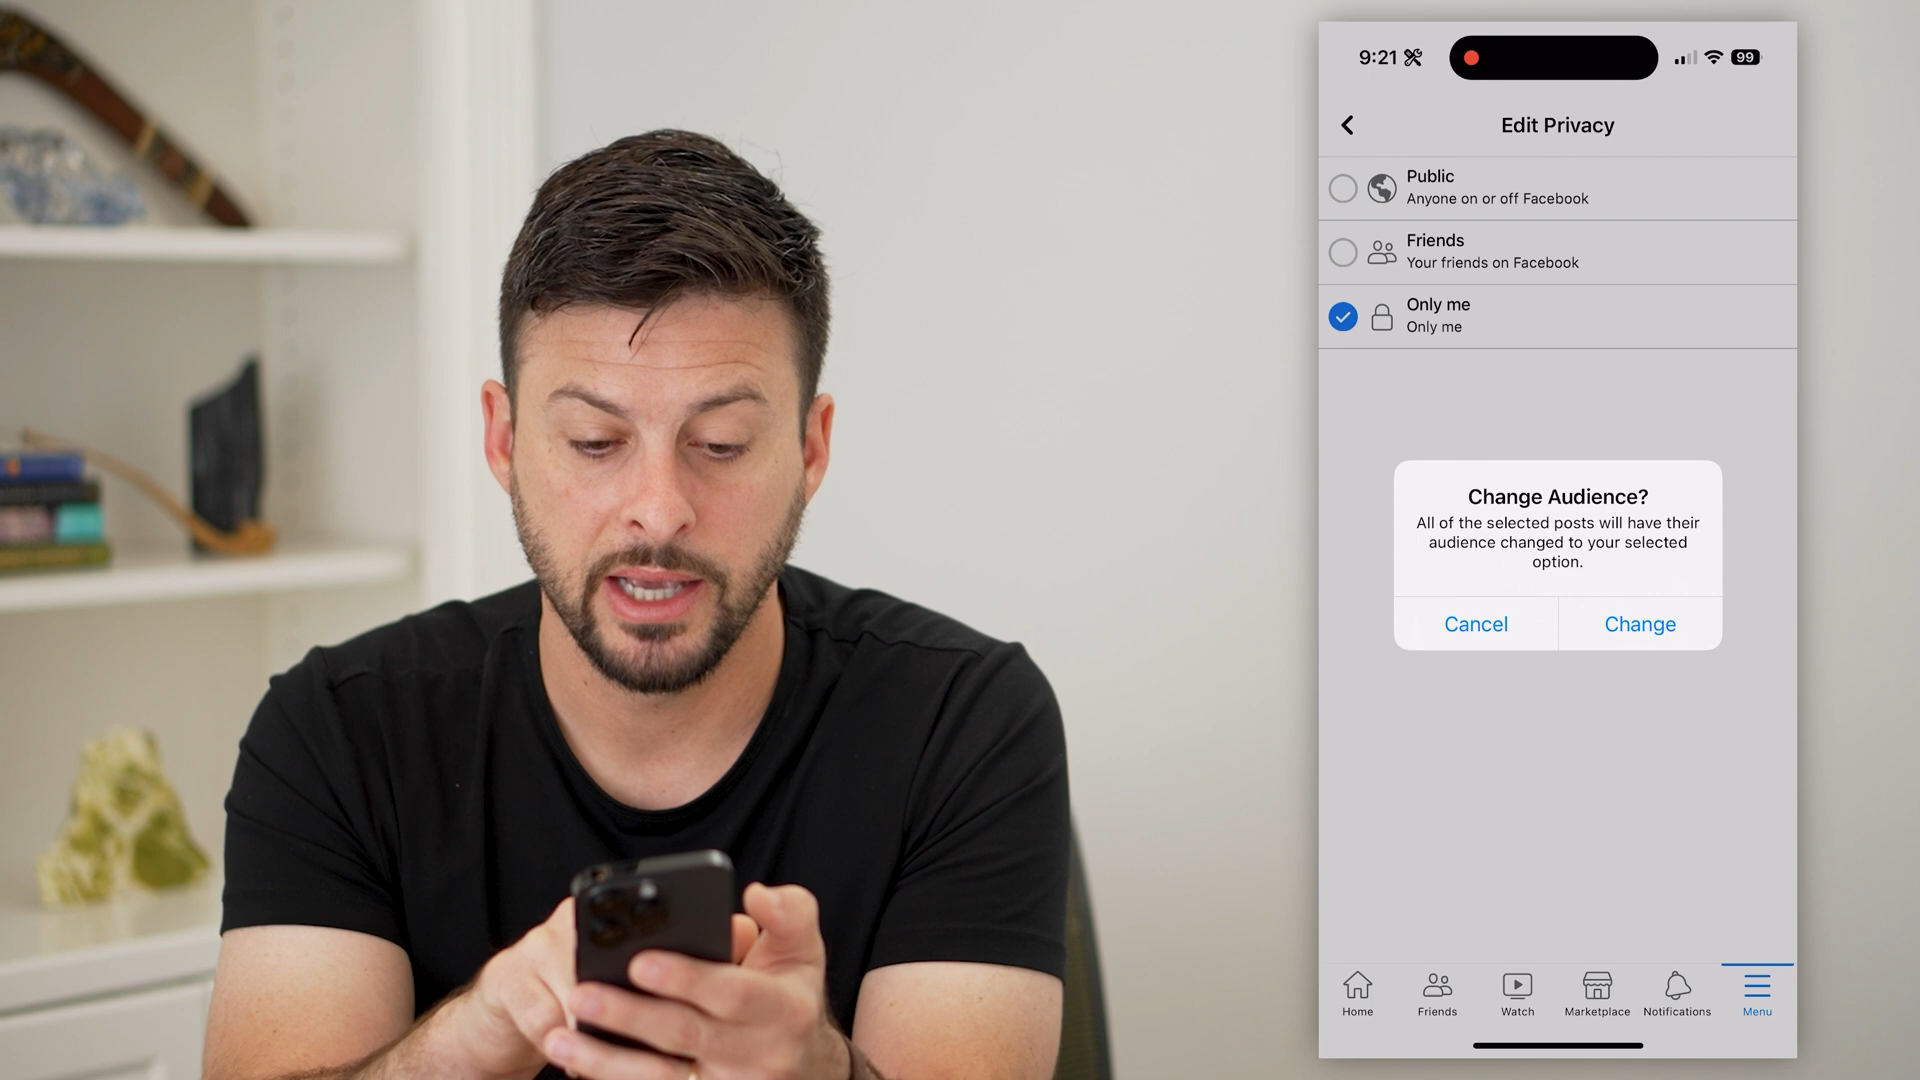 9:21
99
Edit Privacy
Public
Anyone on or off Facebook
Friends
Your friends on Facebook
Only me
Only me
Change Audience?
All of the selected posts will have their
audience changed to your selected
option.
Cancel Change
Home Friends Watch Marketplace Notifications Menu